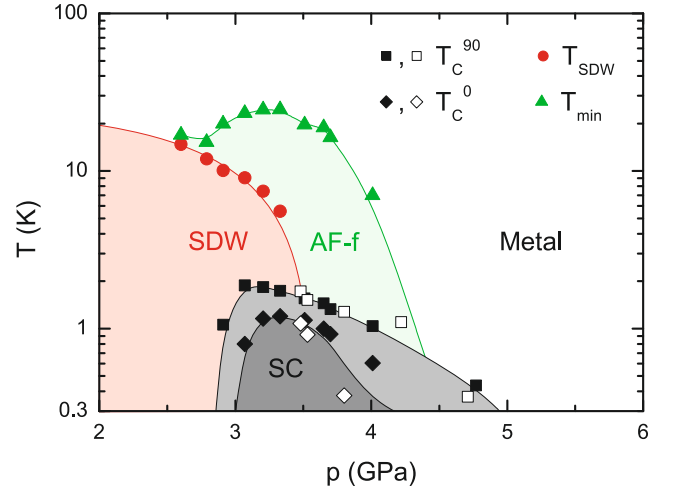 100
■ , □ T_C^90 ● T_SDW
◆ , ◇ T_C^0 ▲ T_min
10
T (K)
SDW AF-f Metal
1
SC
0.3
2 3 4 5 6
p (GPa)